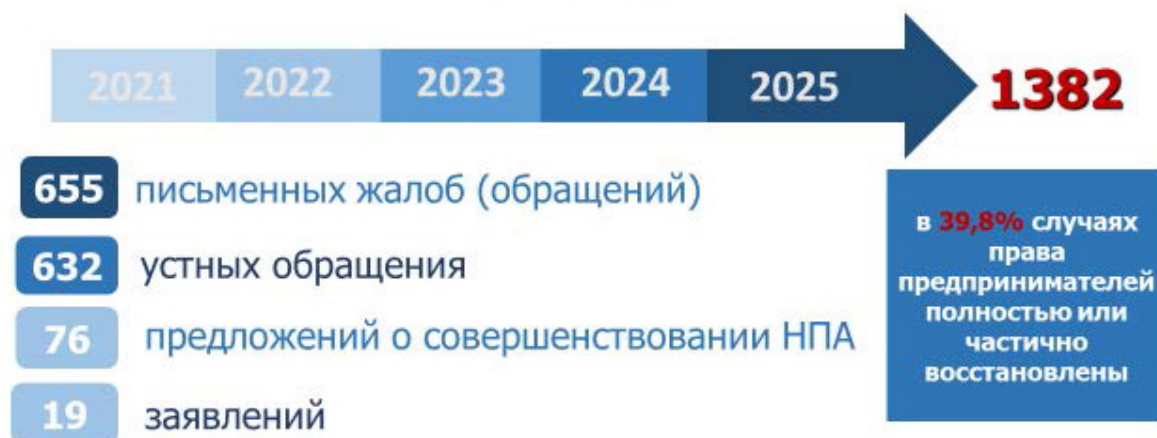 2021 2022 2023 2024 2025 1382
655 письменных жалоб (обращений)
632 устных обращения
76 предложений о совершенствовании НПА
19 заявлений
в 39,8% случаях
права
предпринимателей
полностью или
частично
восстановлены